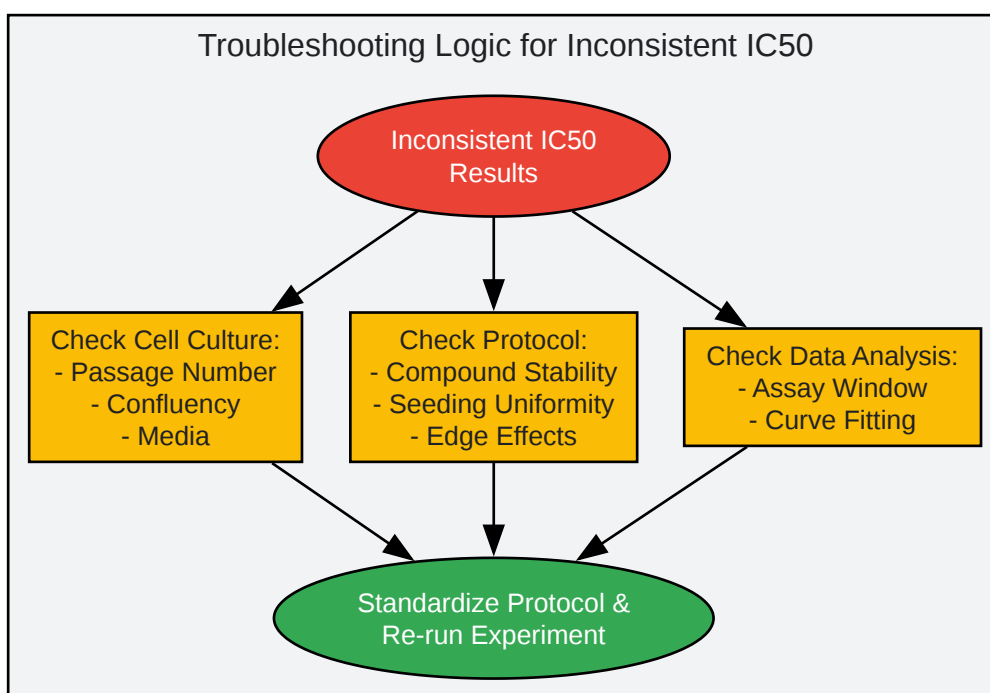 Troubleshooting Logic for Inconsistent IC50
Inconsistent IC50
Results
Check Cell Culture:
- Passage Number
- Confluency
- Media
Check Protocol:
- Compound Stability
- Seeding Uniformity
- Edge Effects
Check Data Analysis:
- Assay Window
- Curve Fitting
Standardize Protocol &
Re-run Experiment